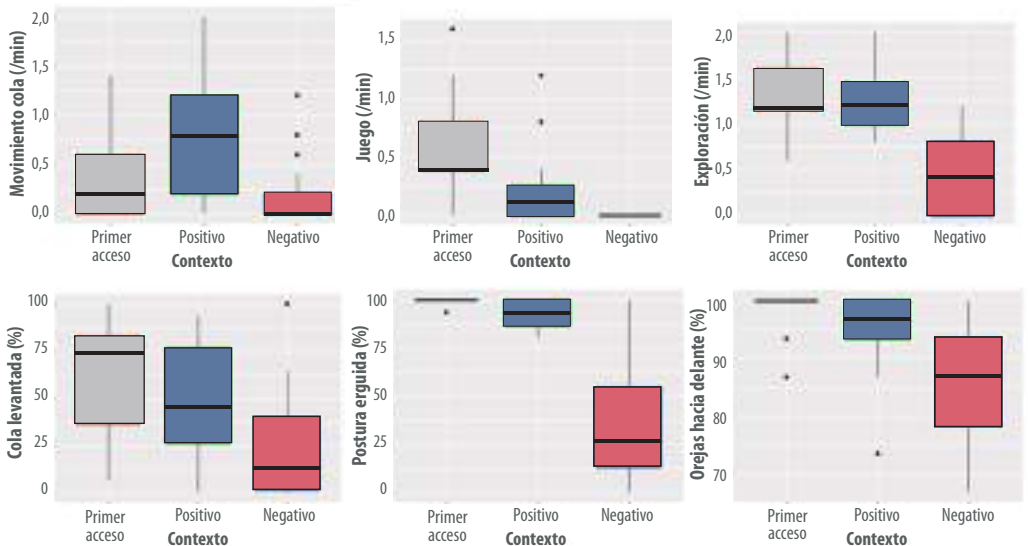 Movimiento cola (/min)
2,0
1,5
1,0
0,5
0,0
Primer
acceso
Positivo
Negativo
Contexto
Juego (/min)
1,5
1,0
0,5
0,0
Primer
acceso
Positivo
Negativo
Contexto
Exploración (/min)
2,0
1,5
1,0
0,5
0,0
Primer
acceso
Positivo
Negativo
Contexto
Cola levantada (%)
100
75
50
25
0
Primer
acceso
Positivo
Negativo
Contexto
Postura erguida (%)
100
75
50
25
0
Primer
acceso
Positivo
Negativo
Contexto
Orejas hacia delante (%)
100
90
80
70
Primer
acceso
Positivo
Negativo
Contexto